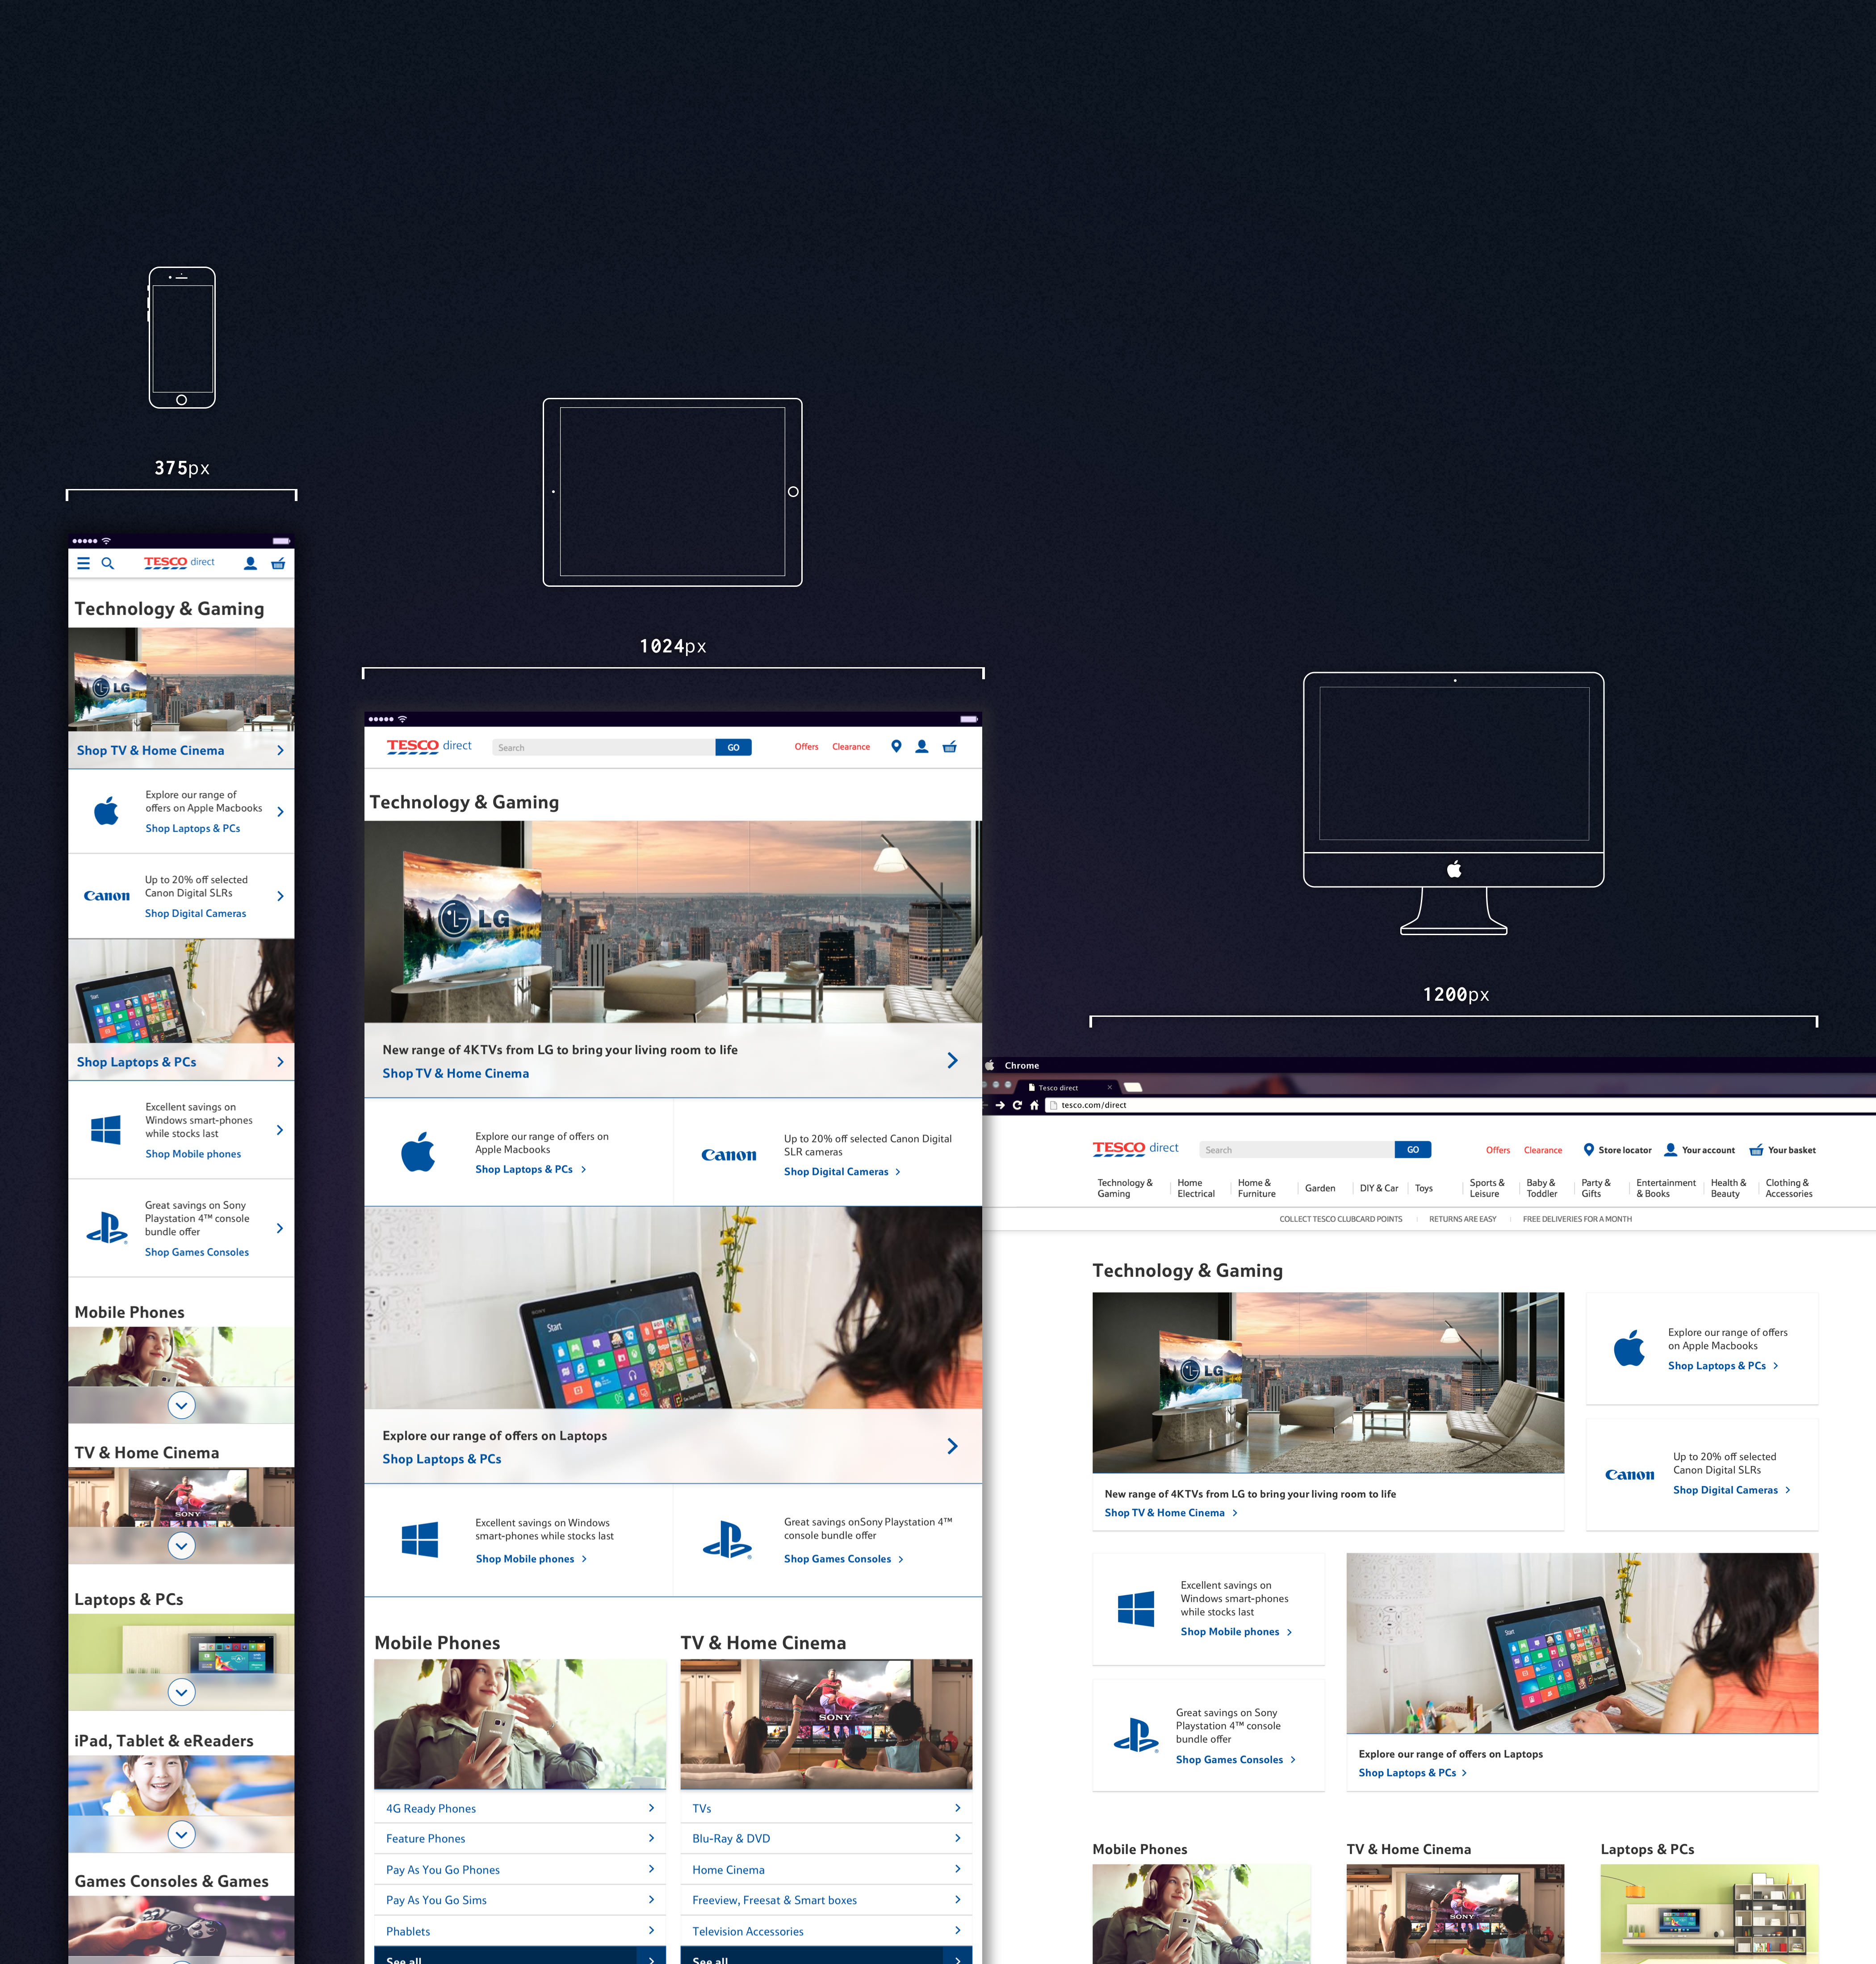 375px
TESCO direct
Technology & Gaming
LG
Shop TV & Home Cinema
Explore our range of
offers on Apple Macbooks
Shop Laptops & PCs
Canon
Up to 20% off selected
Canon Digital SLRs
Shop Digital Cameras
Start
Shop Laptops & PCs
Excellent savings on
Windows smart-phones
while stocks last
Shop Mobile phones
Great savings on Sony
Playstation 4™ console
bundle offer
Shop Games Consoles
Mobile Phones
TV & Home Cinema
SONY
Laptops & PCs
iPad, Tablet & eReaders
Games Consoles & Games
1024px
TESCO direct
Search
GO
Offers
Clearance
Technology & Gaming
LG
New range of 4KTVs from LG to bring your living room to life
Shop TV & Home Cinema
Explore our range of offers on
Apple Macbooks
Shop Laptops & PCs
Canon
Up to 20% off selected Canon Digital
SLR cameras
Shop Digital Cameras
SONY
Start
Explore our range of offers on Laptops
Shop Laptops & PCs
Excellent savings on Windows
smart-phones while stocks last
Shop Mobile phones
Great savings onSony Playstation 4™
console bundle offer
Shop Games Consoles
Mobile Phones
4G Ready Phones
Feature Phones
Pay As You Go Phones
Pay As You Go Sims
Phablets
See all
TV & Home Cinema
SONY
TVs
Blu-Ray & DVD
Home Cinema
Freeview, Freesat & Smart boxes
Television Accessories
See all
1200px
Chrome
Tesco direct
tesco.com/direct
TESCO direct
Search
GO
Offers
Clearance
Store locator
Your account
Your basket
Technology &
Gaming
Home
Electrical
Home &
Furniture
Garden
DIY & Car
Toys
Sports &
Leisure
Baby &
Toddler
Party &
Gifts
Entertainment
& Books
Health &
Beauty
Clothing &
Accessories
COLLECT TESCO CLUBCARD POINTS
RETURNS ARE EASY
FREE DELIVERIES FOR A MONTH
Technology & Gaming
LG
New range of 4KTVs from LG to bring your living room to life
Shop TV & Home Cinema
Explore our range of offers
on Apple Macbooks
Shop Laptops & PCs
Canon
Up to 20% off selected
Canon Digital SLRs
Shop Digital Cameras
Excellent savings on
Windows smart-phones
while stocks last
Shop Mobile phones
Great savings on Sony
Playstation 4™ console
bundle offer
Shop Games Consoles
Start
Explore our range of offers on Laptops
Shop Laptops & PCs
Mobile Phones
TV & Home Cinema
SONY
Laptops & PCs